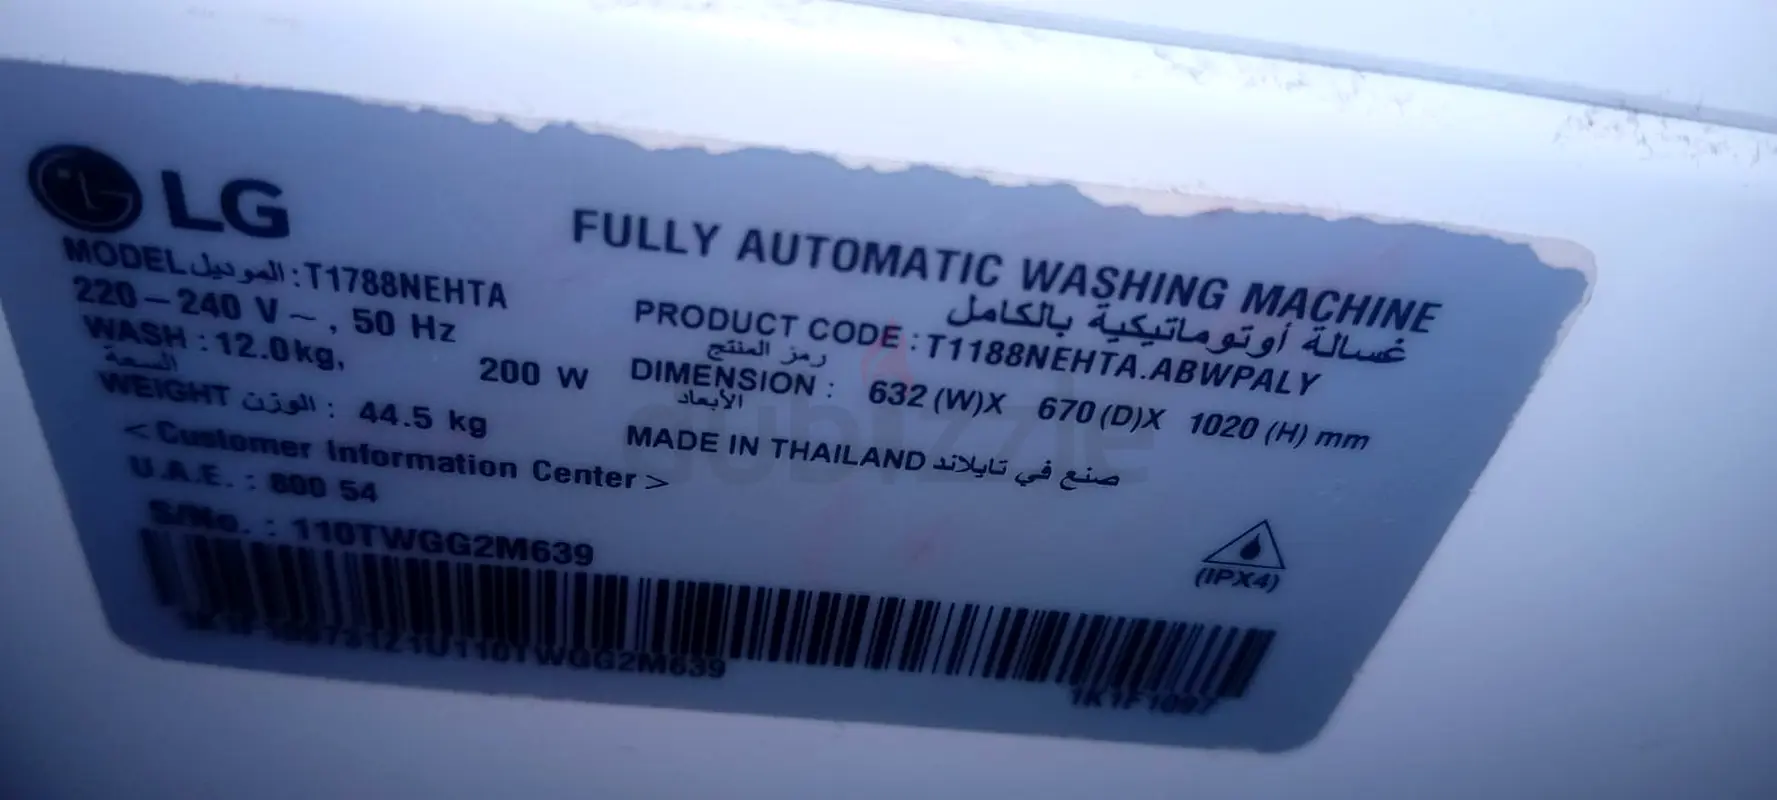 LG
FULLY AUTOMATIC WASHING MACHINE
غسالة أوتوماتيكية بالكامل
MODEL الموديل : T1788NEHTA
220 – 240 V ~ , 50 Hz
WASH : 12.0kg, 200 W
السعة
WEIGHT الوزن : 44.5 kg
PRODUCT CODE : T1188NEHTA.ABWPALY
رمز المنتج
DIMENSION : 632 (W)X 670 (D)X 1020 (H) mm
الأبعاد
MADE IN THAILAND صنع في تايلاند
<Customer Information Center>
U.A.E. : 800 54
S/No. : 110TWGG2M639
(IPX4)
dubizzle